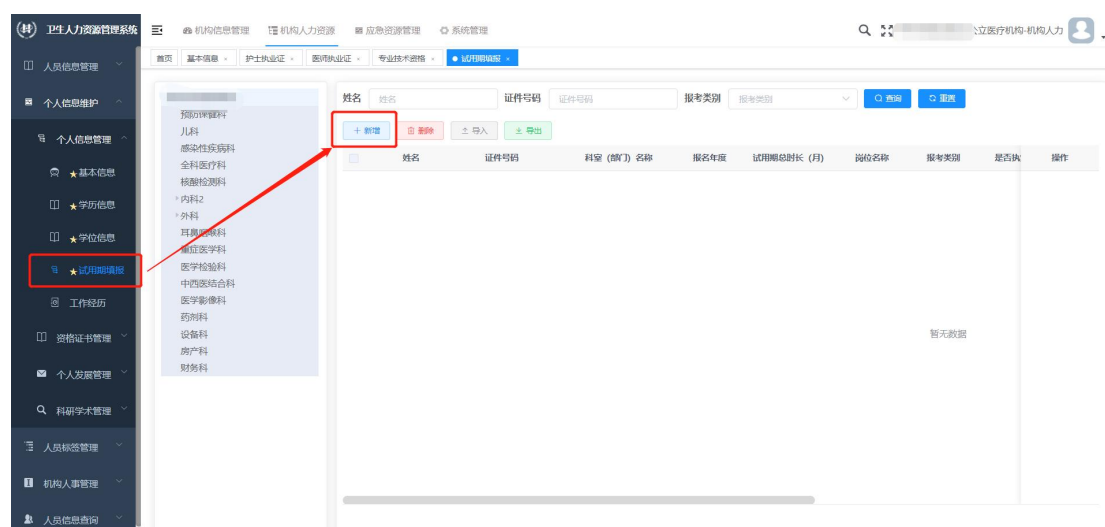 卫生人力资源管理系统
机构信息管理 机构人力资源 应急资源管理 系统管理
公立医疗机构-机构人力
首页 基本信息 × 护士执业证 × 医师执业证 × 专业技术资格 × 试用期填报 ×
人员信息管理
个人信息维护
个人信息管理
★基本信息
★学历信息
★学位信息
★试用期填报
工作经历
资格证书管理
个人发展管理
科研学术管理
人员标签管理
机构人事管理
人员信息查询
预防保健科
儿科
感染性疾病科
全科医疗科
核酸检测科
内科2
外科
耳鼻咽喉科
重症医学科
医学检验科
中西医结合科
医学影像科
药剂科
设备科
房产科
财务科
姓名 姓名 证件号码 证件号码 报考类别 报考类别 查询 重置
+ 新增 删除 导入 导出
姓名 证件号码 科室（部门）名称 报名年度 试用期总时长（月） 岗位名称 报考类别 是否执 操作
暂无数据